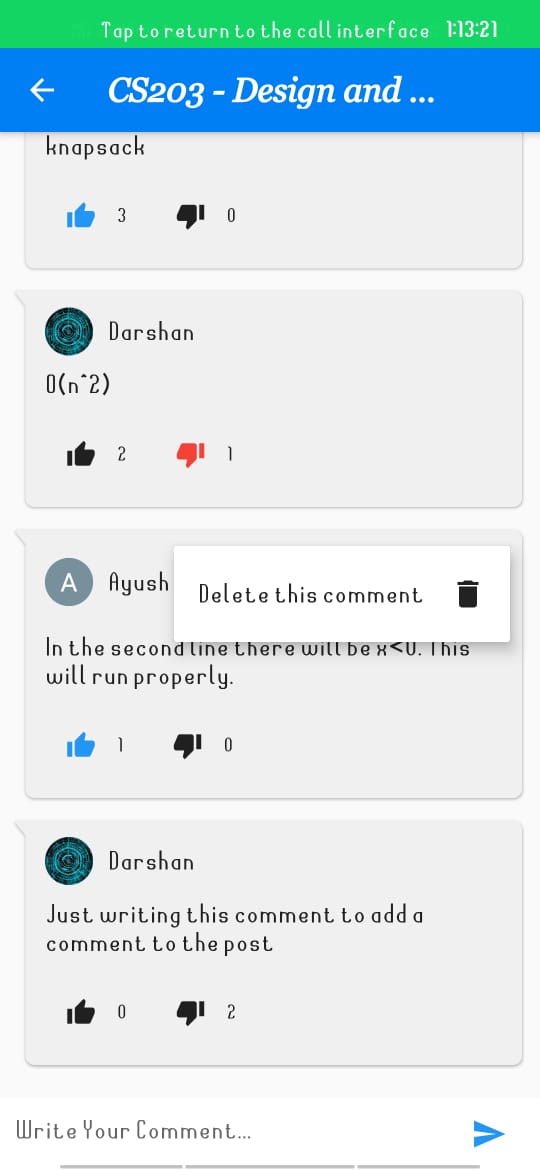 Tap to return to the call interface 1:13:21
CS203 - Design and ...
knapsack
3 0
Darshan
O(n^2)
2 1
A Ayush
Delete this comment
In the second line there will be x<0. This
will run properly.
1 0
Darshan
Just writing this comment to add a
comment to the post
0 2
Write Your Comment...